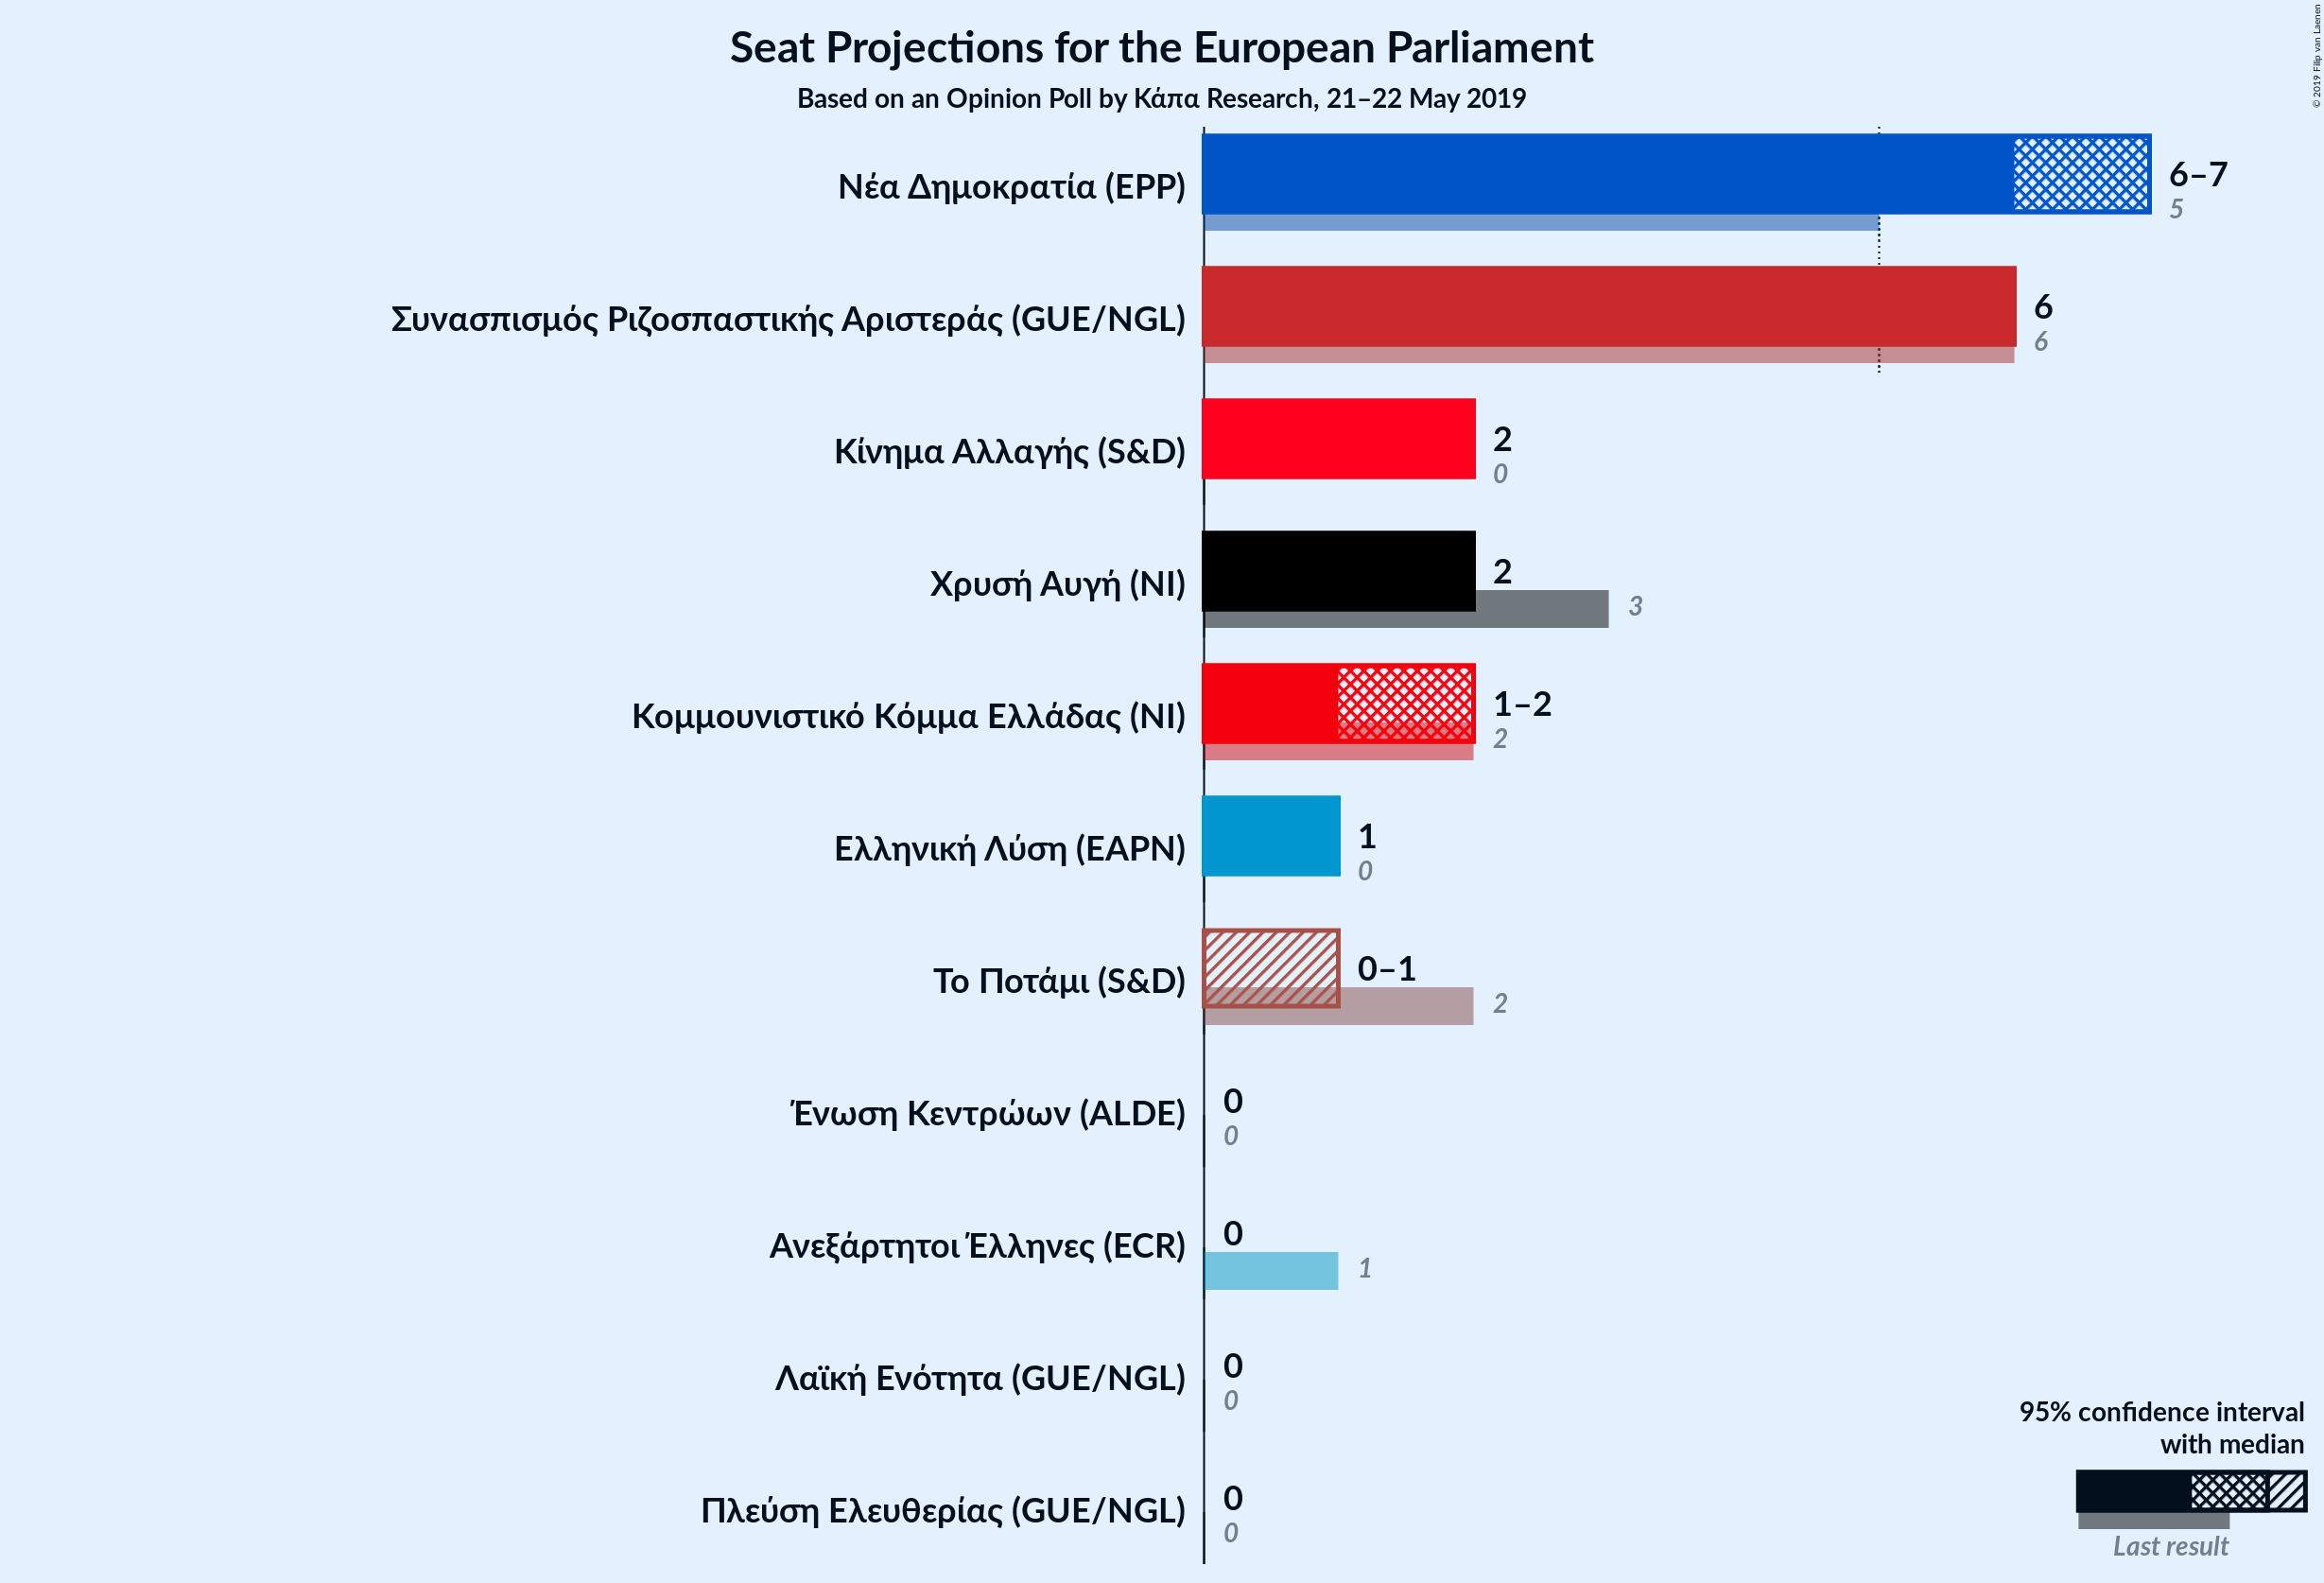 Seat Projections for the European Parliament
Based on an Opinion Poll by Κάπα Research, 21–22 May 2019
© 2019 Filip van Laenen
Νέα Δημοκρατία (EPP)
6–7
5
Συνασπισμός Ριζοσπαστικής Αριστεράς (GUE/NGL)
6
6
Κίνημα Αλλαγής (S&D)
2
0
Χρυσή Αυγή (NI)
2
3
Κομμουνιστικό Κόμμα Ελλάδας (NI)
1–2
2
Ελληνική Λύση (EAPN)
1
0
Το Ποτάμι (S&D)
0–1
2
Ένωση Κεντρώων (ALDE)
0
0
Ανεξάρτητοι Έλληνες (ECR)
0
1
Λαϊκή Ενότητα (GUE/NGL)
0
0
Πλεύση Ελευθερίας (GUE/NGL)
0
0
95% confidence interval
with median
Last result